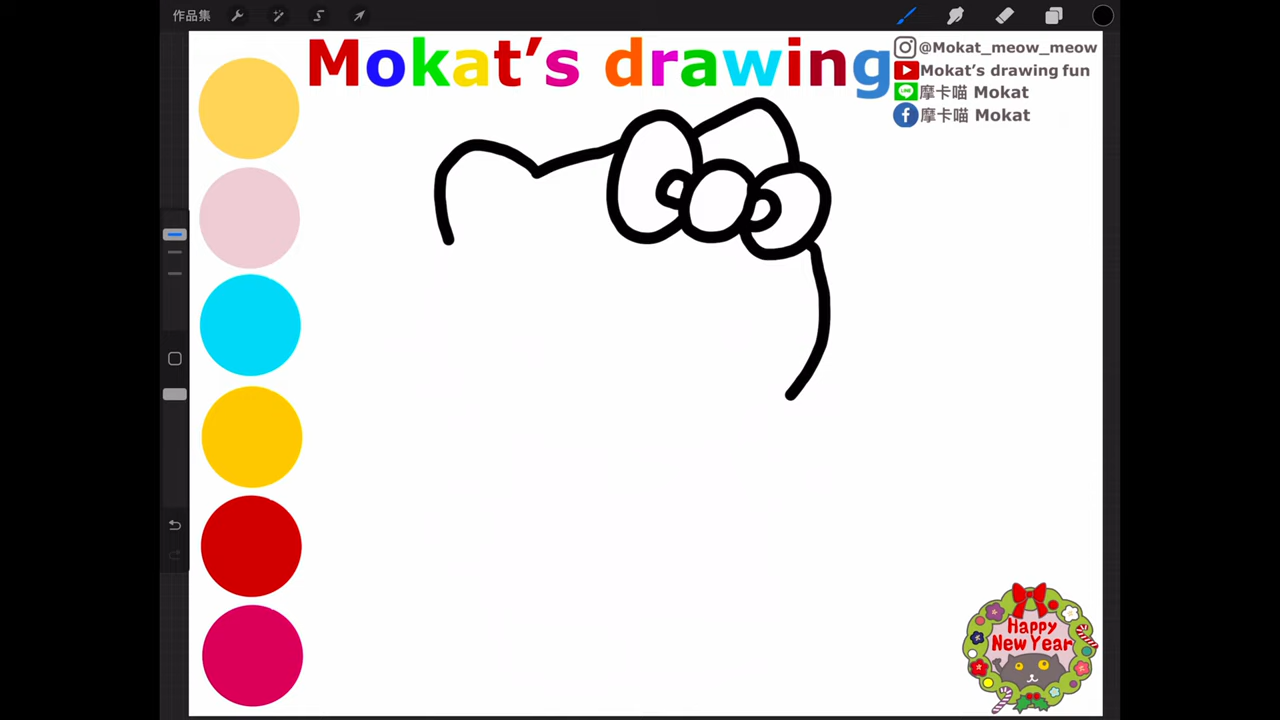 作品集
Mokat’s drawing
@Mokat_meow_meow
Mokat’s drawing fun
摩卡喵 Mokat
摩卡喵 Mokat
Happy
New Year